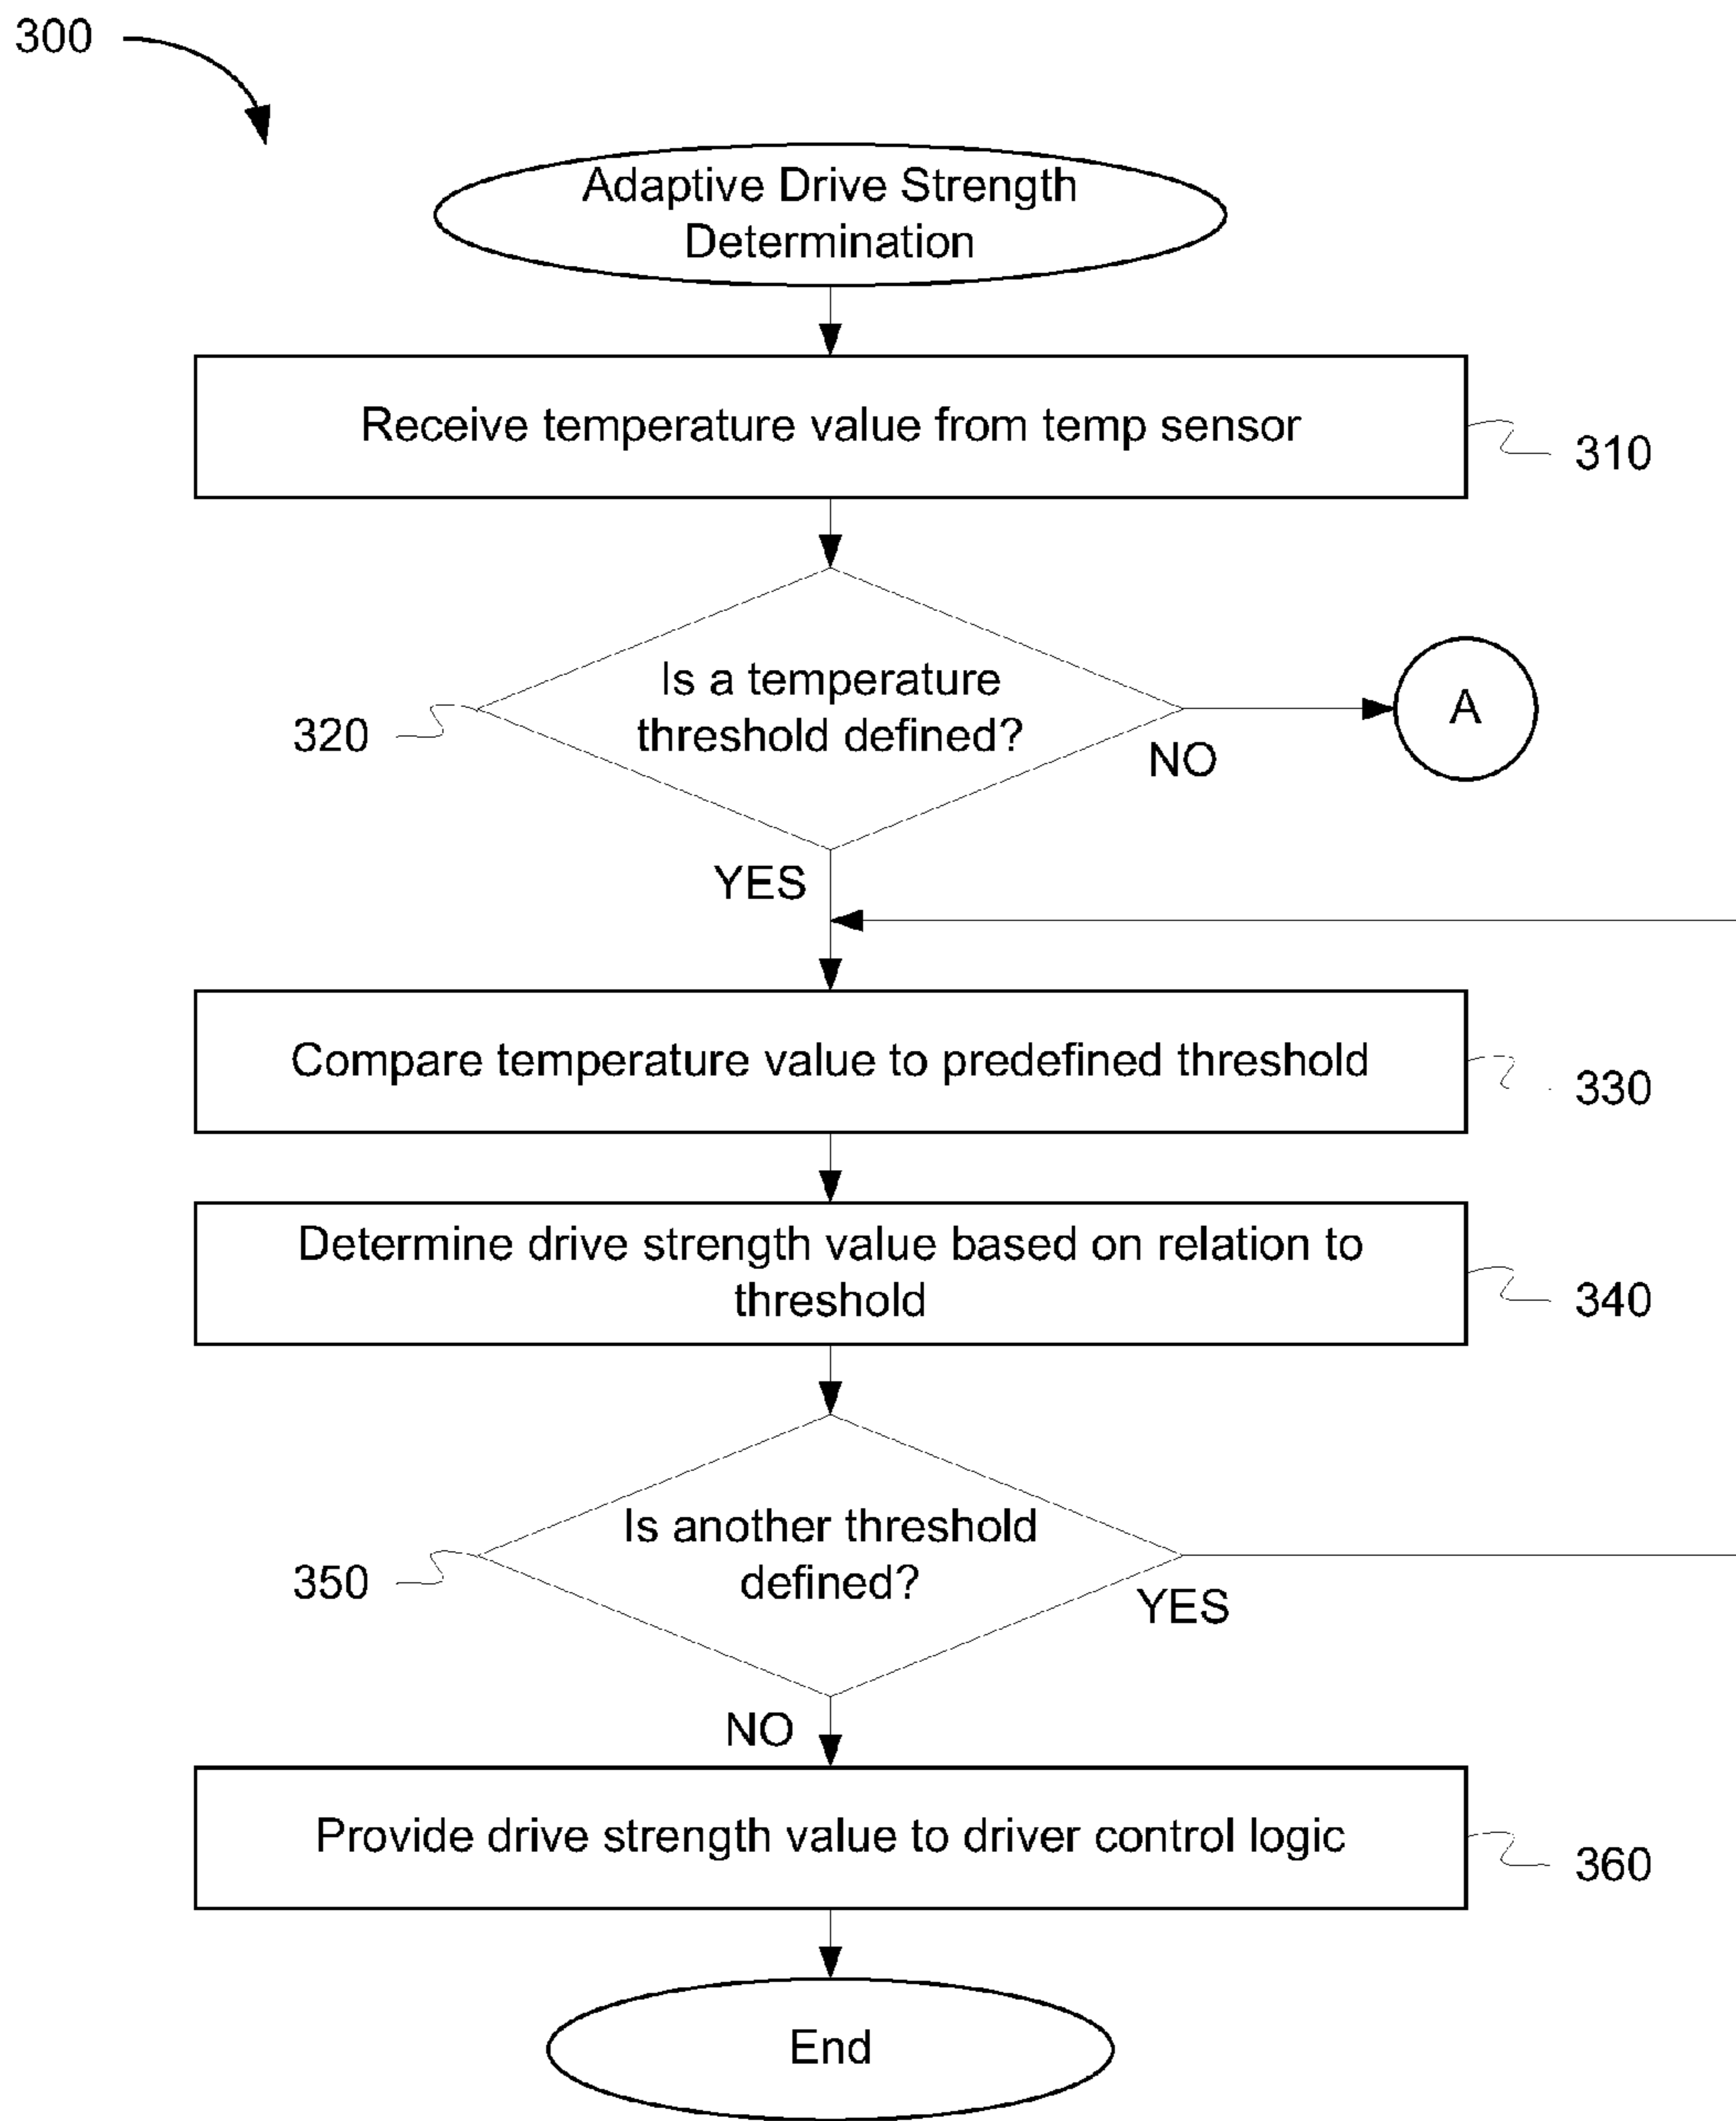 300
Adaptive Drive Strength
Determination
Receive temperature value from temp sensor
310
Is a temperature
threshold defined?
320
NO
A
YES
Compare temperature value to predefined threshold
330
Determine drive strength value based on relation to
threshold
340
Is another threshold
defined?
350
YES
NO
Provide drive strength value to driver control logic
360
End